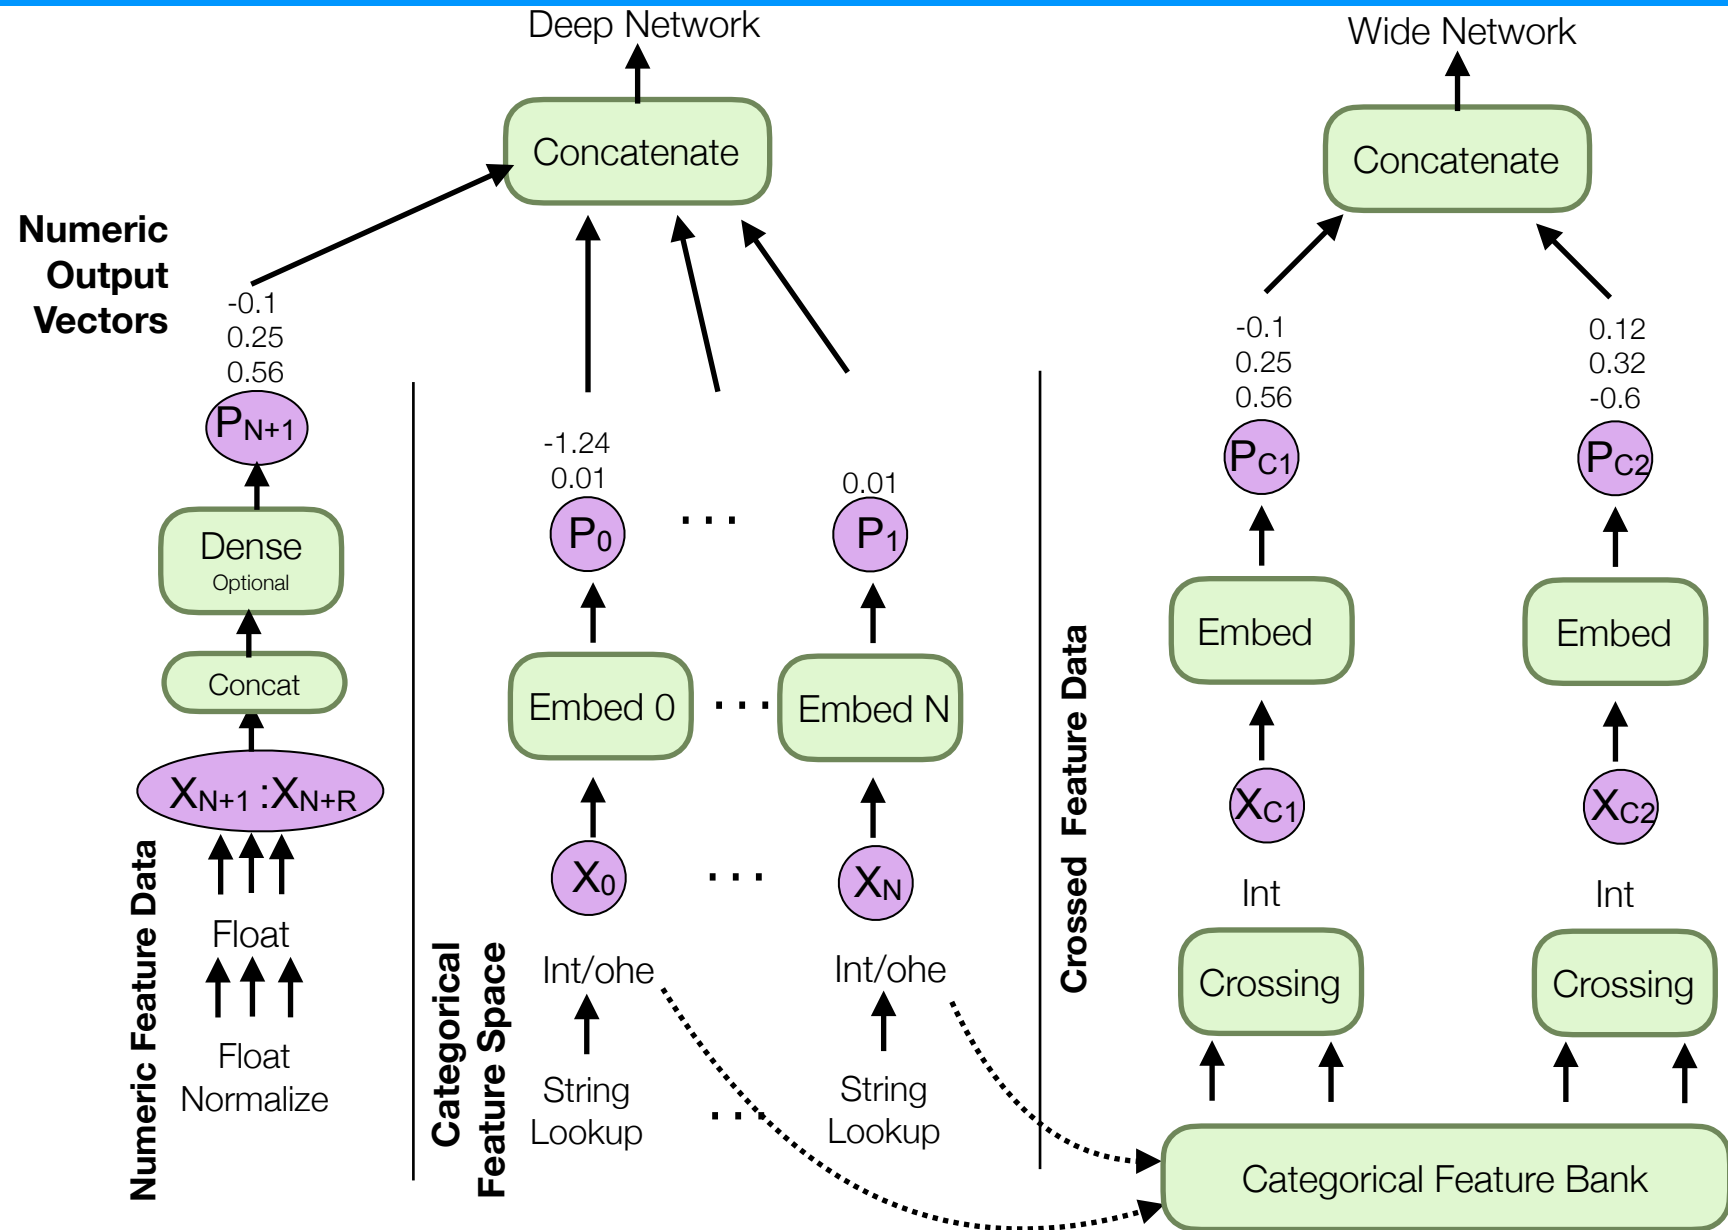 Deep Network
Wide Network
Concatenate
Concatenate
Numeric
Output
Vectors
-0.1
0.25
0.56
PN+1
Dense
Optional
Concat
XN+1 :XN+R
Float
Float
Normalize
Numeric Feature Data
-1.24
0.01
P0
...
0.01
P1
Embed 0
...
Embed N
X0
...
XN
Int/ohe
Int/ohe
String
Lookup
...
String
Lookup
Categorical
Feature Space
Crossed Feature Data
-0.1
0.25
0.56
PC1
0.12
0.32
-0.6
PC2
Embed
Embed
XC1
XC2
Int
Int
Crossing
Crossing
Categorical Feature Bank